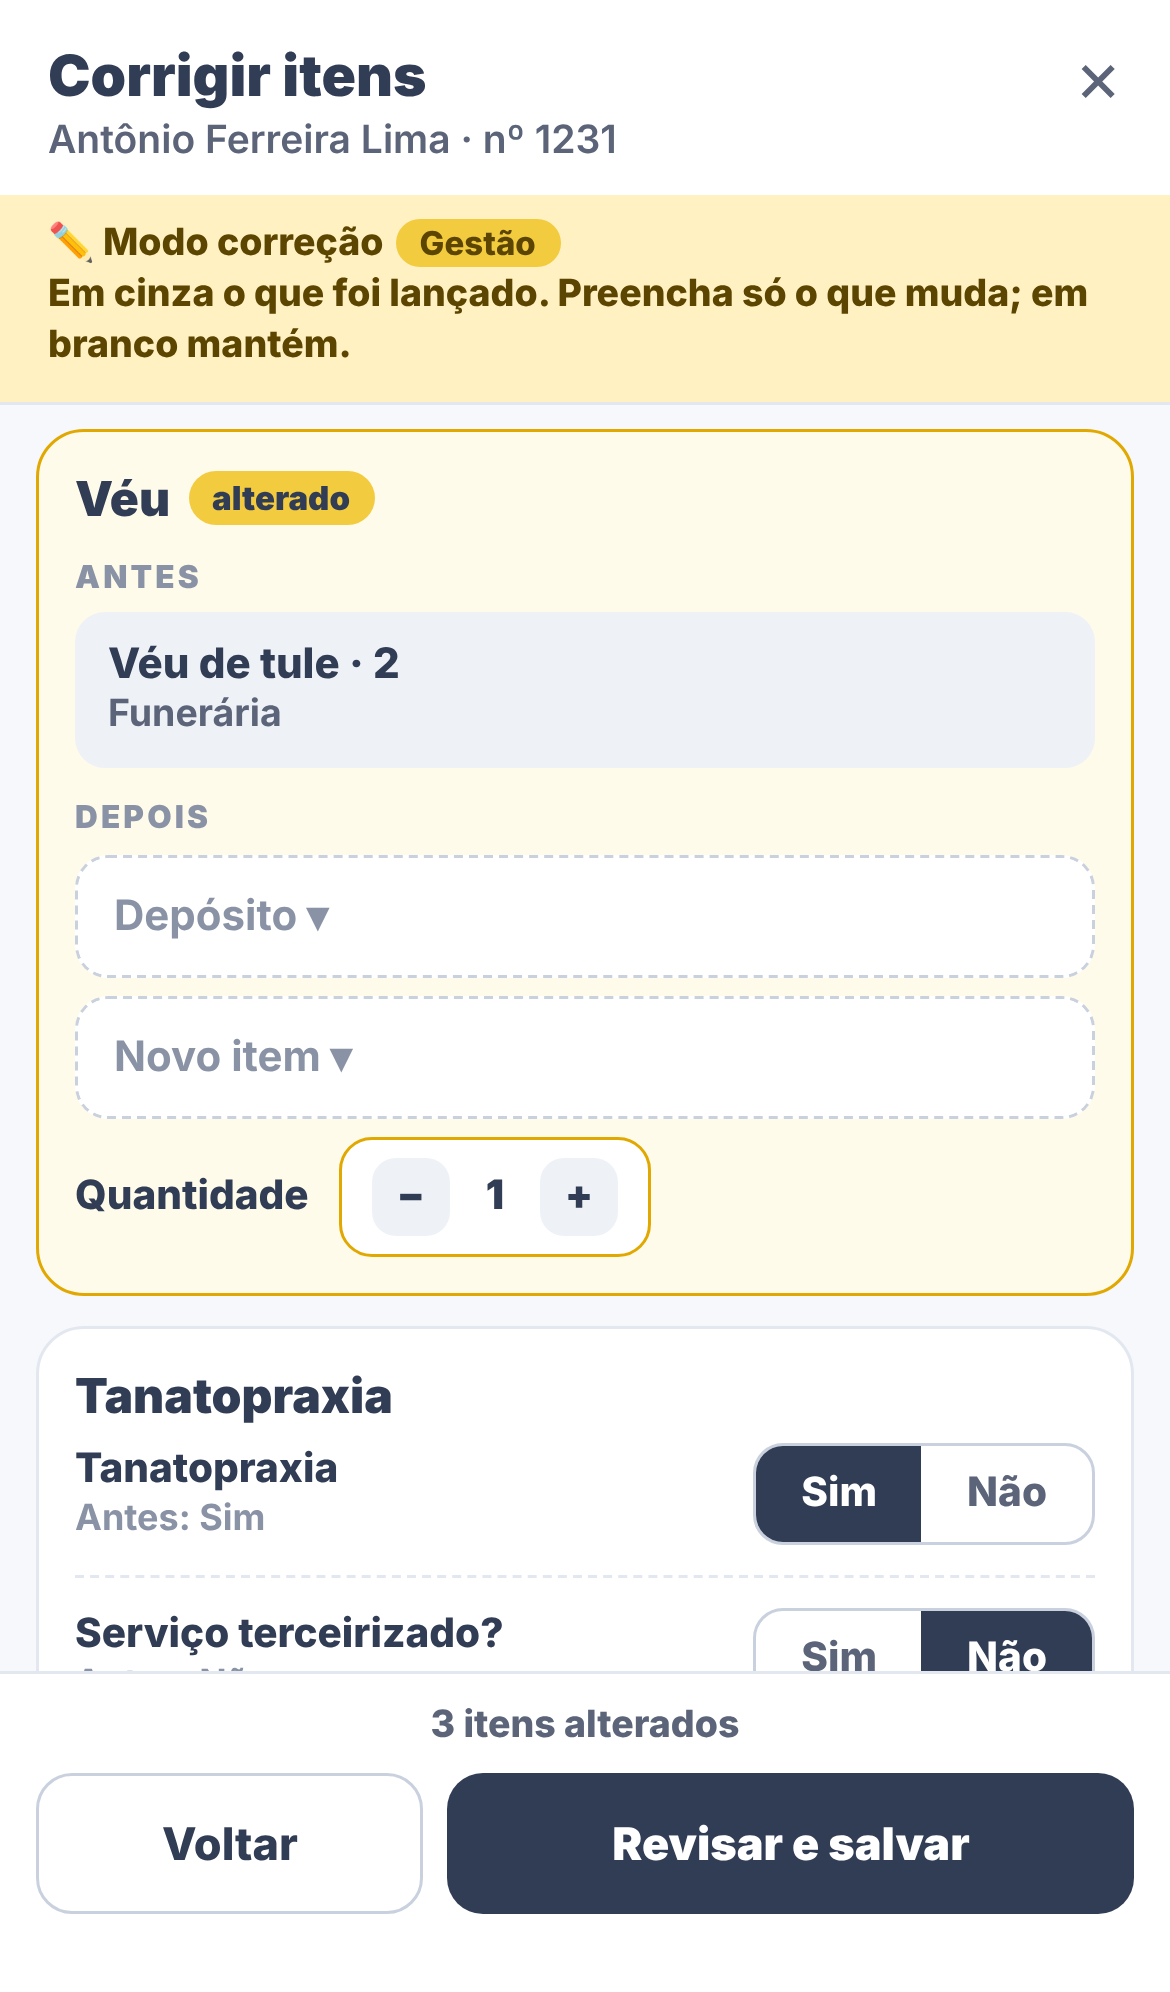 Corrigir itens
Antônio Ferreira Lima · nº 1231
✏️ Modo correção Gestão
Em cinza o que foi lançado. Preencha só o que muda; em
branco mantém.
Véu alterado
ANTES
Véu de tule · 2
Funerária
DEPOIS
Depósito ▾
Novo item ▾
Quantidade − 1 +
Tanatopraxia
Tanatopraxia
Antes: Sim
Sim Não
Serviço terceirizado?
Sim Não
3 itens alterados
Voltar Revisar e salvar